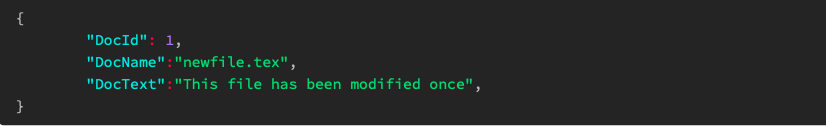 {
"DocId": 1,
"DocName":"newfile.tex",
"DocText":"This file has been modified once",
}